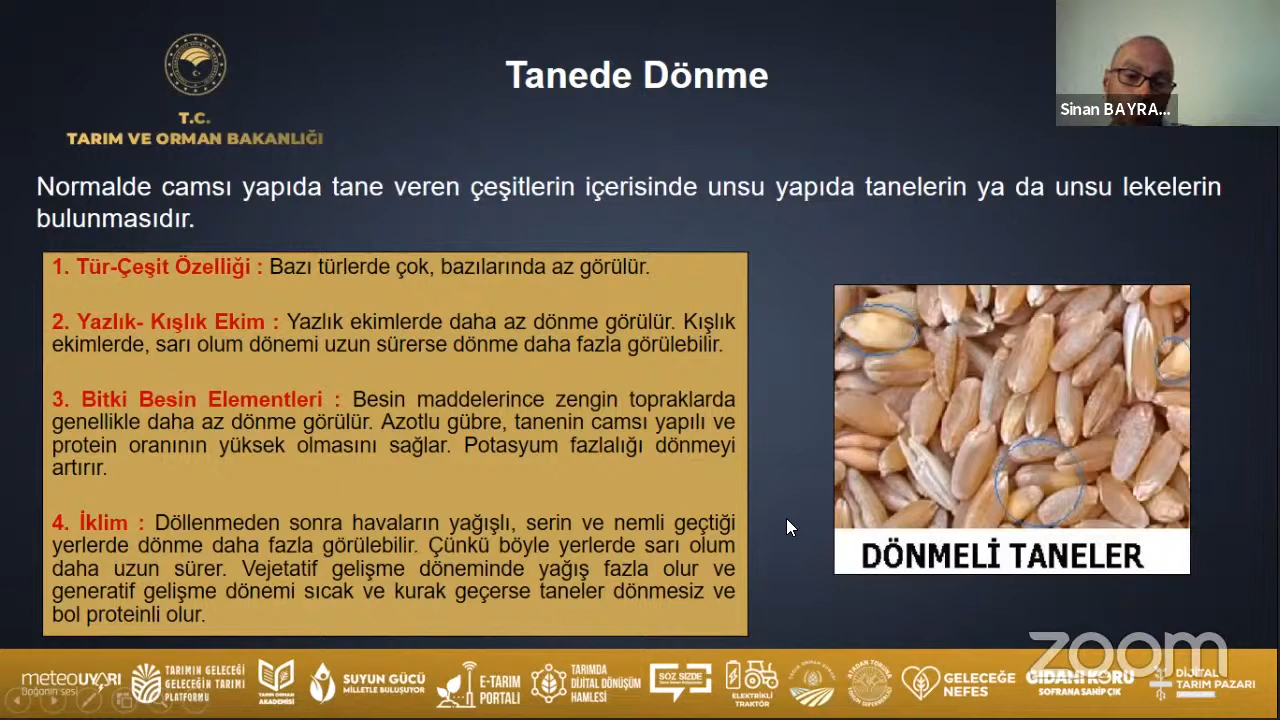 T.C.
TARIM VE ORMAN BAKANLIĞI
Tanede Dönme
Sinan BAYRA...
Normalde camsı yapıda tane veren çeşitlerin içerisinde unsu yapıda tanelerin ya da unsu lekelerin
bulunmasıdır.
1. Tür-Çeşit Özelliği : Bazı türlerde çok, bazılarında az görülür.
2. Yazlık- Kışlık Ekim : Yazlık ekimlerde daha az dönme görülür. Kışlık
ekimlerde, sarı olum dönemi uzun sürerse dönme daha fazla görülebilir.
3. Bitki Besin Elementleri : Besin maddelerince zengin topraklarda
genellikle daha az dönme görülür. Azotlu gübre, tanenin camsı yapılı ve
protein oranının yüksek olmasını sağlar. Potasyum fazlalığı dönmeyi
artırır.
4. İklim : Döllenmeden sonra havaların yağışlı, serin ve nemli geçtiği
yerlerde dönme daha fazla görülebilir. Çünkü böyle yerlerde sarı olum
daha uzun sürer. Vejetatif gelişme döneminde yağış fazla olur ve
generatif gelişme dönemi sıcak ve kurak geçerse taneler dönmesiz ve
bol proteinli olur.
DÖNMELİ TANELER
zoom
meteoUYARI
Doğanın sesi
TARIMIN GELECEĞİ
GELECEĞİN TARIMI
PLATFORMU
TARIM ORMAN
AKADEMİSİ
SUYUN GÜCÜ
MİLLETLE BULUŞUYOR
E-TARIM
PORTALI
TARIMDA
DİJİTAL DÖNÜŞÜM
HAMLESİ
SÖZ SİZDE
ELEKTRİKLİ
TRAKTÖR
GELECEĞE
NEFES
GIDANI KORU
SOFRANA SAHİP ÇIK
DİJİTAL
TARIM PAZARI